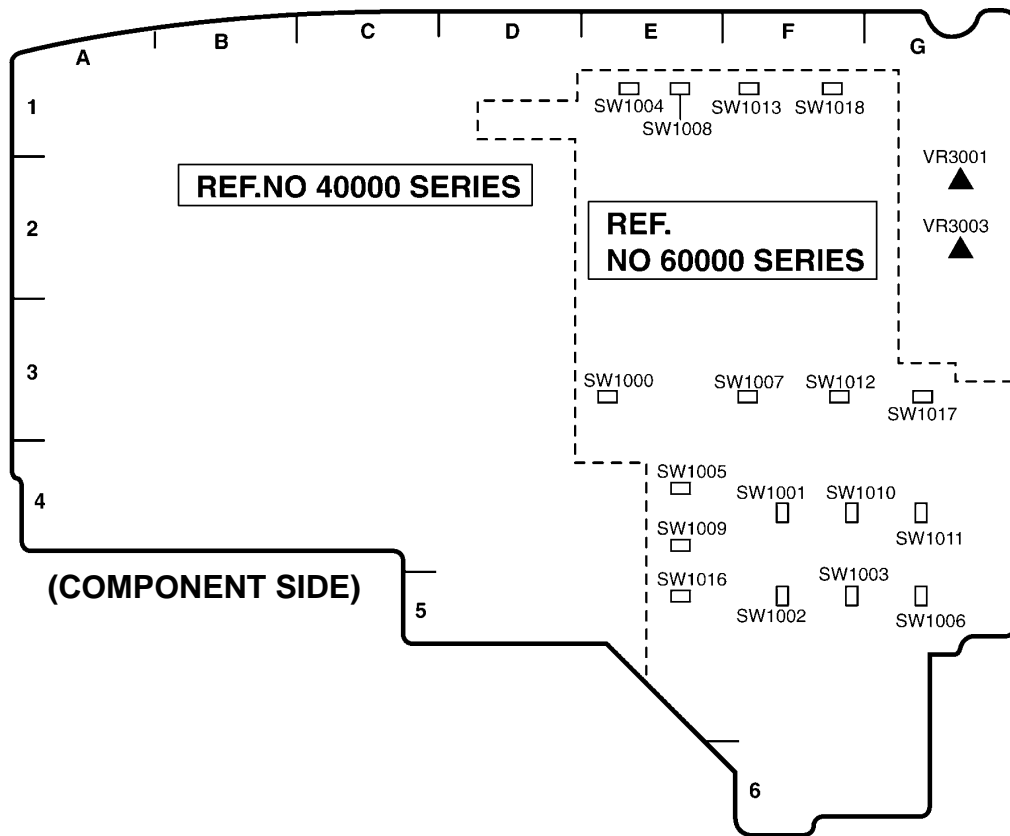 A B C D E F G
1
SW1004 SW1013 SW1018
SW1008
VR3001
REF.NO 40000 SERIES
2
REF.
NO 60000 SERIES
VR3003
3
SW1000 SW1007 SW1012
SW1017
4
SW1005
SW1001 SW1010
SW1009
SW1011
(COMPONENT SIDE)
5
SW1016
SW1003
SW1002
SW1006
6